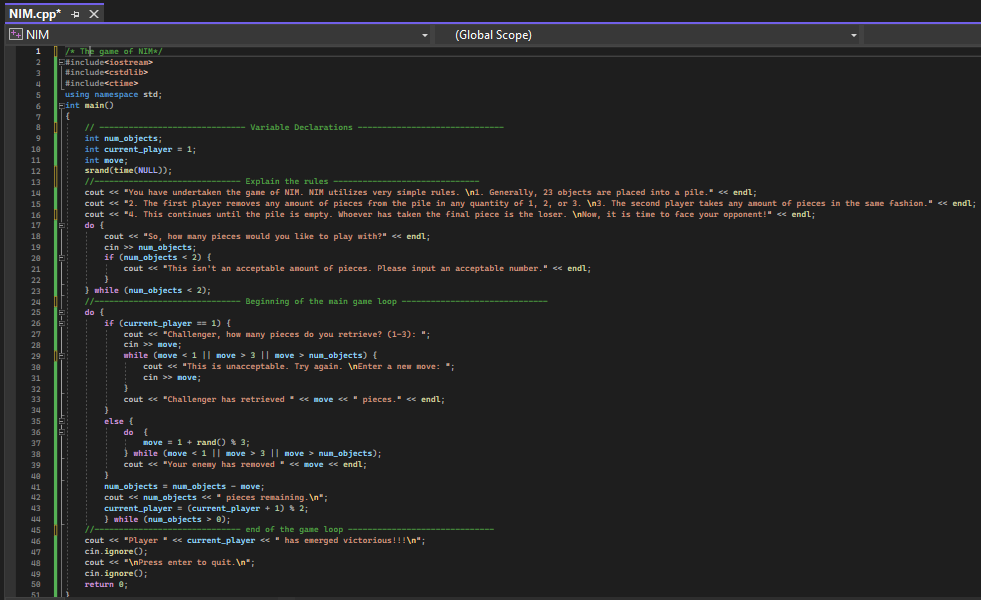 NIM.cpp*
NIM (Global Scope)
1 /* The game of NIM*/
2 #include<iostream>
3 #include<cstdlib>
4 #include<ctime>
5 using namespace std;
6 int main()
7 {
8 // ------------------------------ Variable Declarations ------------------------------
9 int num_objects;
10 int current_player = 1;
11 int move;
12 srand(time(NULL));
13 //------------------------------ Explain the rules ------------------------------
14 cout << "You have undertaken the game of NIM. NIM utilizes very simple rules. \n1. Generally, 23 objects are placed into a pile." << endl;
15 cout << "2. The first player removes any amount of pieces from the pile in any quantity of 1, 2, or 3. \n3. The second player takes any amount of pieces in the same fashion." << endl;
16 cout << "4. This continues until the pile is empty. Whoever has taken the final piece is the loser. \nNow, it is time to face your opponent!" << endl;
17 do {
18 cout << "So, how many pieces would you like to play with?" << endl;
19 cin >> num_objects;
20 if (num_objects < 2) {
21 cout << "This isn't an acceptable amount of pieces. Please input an acceptable number." << endl;
22 }
23 } while (num_objects < 2);
24 //------------------------------ Beginning of the main game loop ------------------------------
25 do {
26 if (current_player == 1) {
27 cout << "Challenger, how many pieces do you retrieve? (1-3): ";
28 cin >> move;
29 while (move < 1 || move > 3 || move > num_objects) {
30 cout << "This is unacceptable. Try again. \nEnter a new move: ";
31 cin >> move;
32 }
33 cout << "Challenger has retrieved " << move << " pieces." << endl;
34 }
35 else {
36 do {
37 move = 1 + rand() % 3;
38 } while (move < 1 || move > 3 || move > num_objects);
39 cout << "Your enemy has removed " << move << endl;
40 }
41 num_objects = num_objects - move;
42 cout << num_objects << " pieces remaining.\n";
43 current_player = (current_player + 1) % 2;
44 } while (num_objects > 0);
45 //------------------------------ end of the game loop ------------------------------
46 cout << "Player " << current_player << " has emerged victorious!!!\n";
47 cin.ignore();
48 cout << "\nPress enter to quit.\n";
49 cin.ignore();
50 return 0;
51 }